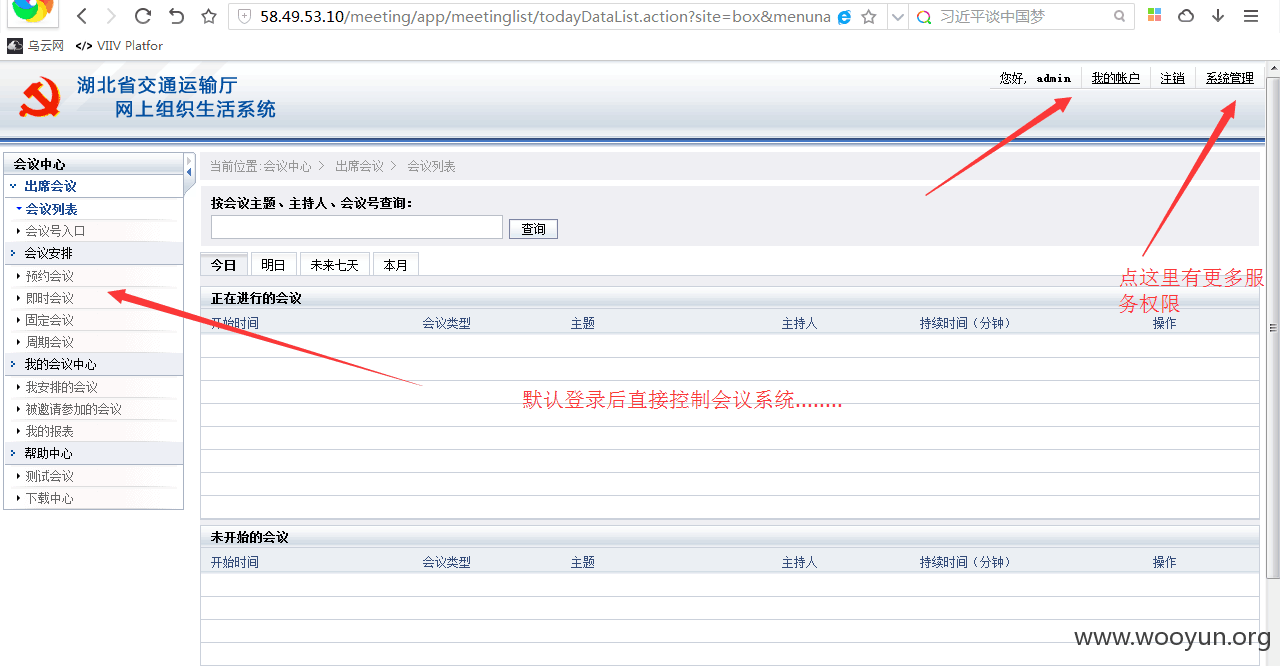 58.49.53.10/meeting/app/meetinglist/todayDataList.action?site=box&menuna
习近平谈中国梦
乌云网 </> VIIV Platfor
湖北省交通运输厅
网上组织生活系统
您好, admin 我的帐户 注销 系统管理
会议中心
出席会议
会议列表
会议号入口
会议安排
预约会议
即时会议
固定会议
周期会议
我的会议中心
我安排的会议
被邀请参加的会议
我的报表
帮助中心
测试会议
下载中心
当前位置:会议中心 > 出席会议 > 会议列表
按会议主题、主持人、会议号查询:
查询
今日 明日 未来七天 本月
正在进行的会议
开始时间 会议类型 主题 主持人 持续时间(分钟) 操作
点这里有更多服
务权限
默认登录后直接控制会议系统........
未开始的会议
开始时间 会议类型 主题 主持人 持续时间(分钟) 操作
www.wooyun.org